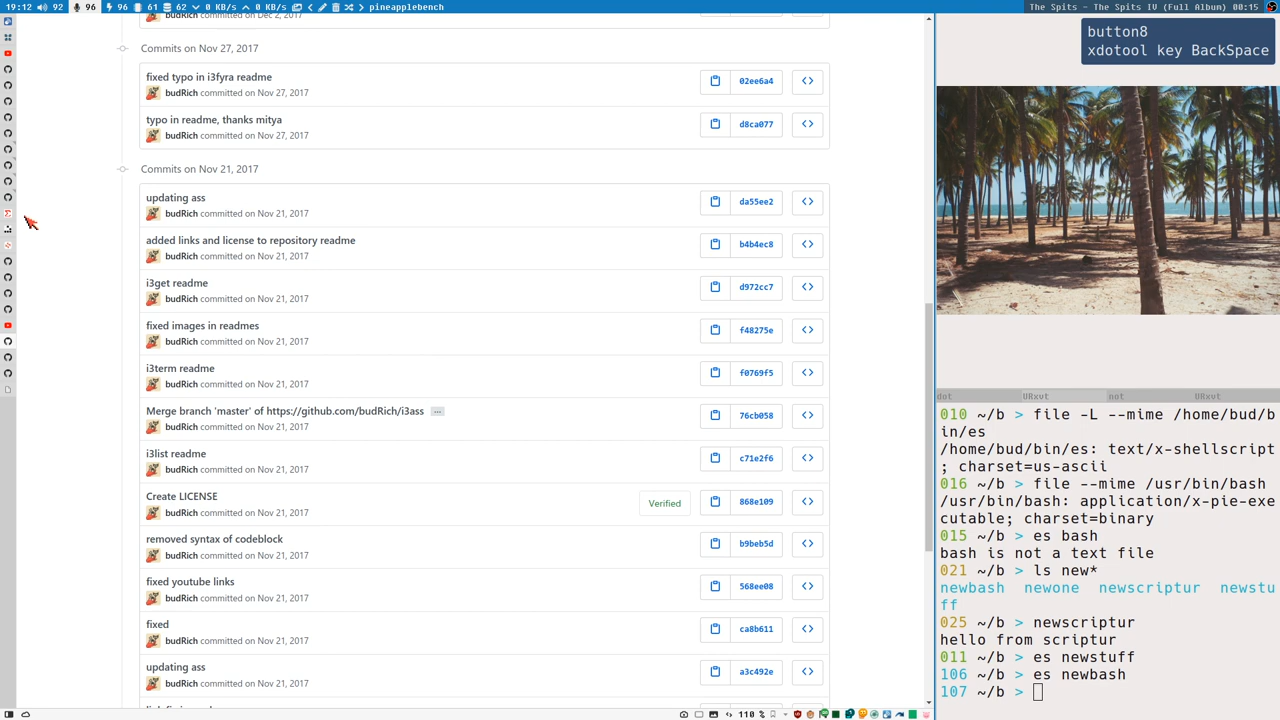 19:12 92 96 96 61 62 0 KB/s 0 KB/s pineapplebench
The Spits - The Spits IV (Full Album) 00:15
button8
xdotool key BackSpace
budRich committed on Dec 2, 2017
Commits on Nov 27, 2017
fixed typo in i3fyra readme
02ee6a4
budRich committed on Nov 27, 2017
typo in readme, thanks mitya
d8ca077
budRich committed on Nov 27, 2017
Commits on Nov 21, 2017
updating ass
da55ee2
budRich committed on Nov 21, 2017
added links and license to repository readme
b4b4ec8
budRich committed on Nov 21, 2017
i3get readme
d972cc7
budRich committed on Nov 21, 2017
fixed images in readmes
f48275e
budRich committed on Nov 21, 2017
i3term readme
f0769f5
budRich committed on Nov 21, 2017
Merge branch 'master' of https://github.com/budRich/i3ass ...
76cb058
budRich committed on Nov 21, 2017
i3list readme
c71e2f6
budRich committed on Nov 21, 2017
Create LICENSE
Verified
868e109
budRich committed on Nov 21, 2017
removed syntax of codeblock
b9beb5d
budRich committed on Nov 21, 2017
fixed youtube links
568ee08
budRich committed on Nov 21, 2017
fixed
ca8b611
budRich committed on Nov 21, 2017
updating ass
a3c492e
budRich committed on Nov 21, 2017
110 %
dot URxvt not URxvt
010 ~/b > file -L --mime /home/bud/b
in/es
/home/bud/bin/es: text/x-shellscript
; charset=us-ascii
016 ~/b > file --mime /usr/bin/bash
/usr/bin/bash: application/x-pie-exe
cutable; charset=binary
015 ~/b > es bash
bash is not a text file
021 ~/b > ls new*
newbash newone newscriptur newstu
ff
025 ~/b > newscriptur
hello from scriptur
011 ~/b > es newstuff
106 ~/b > es newbash
107 ~/b >